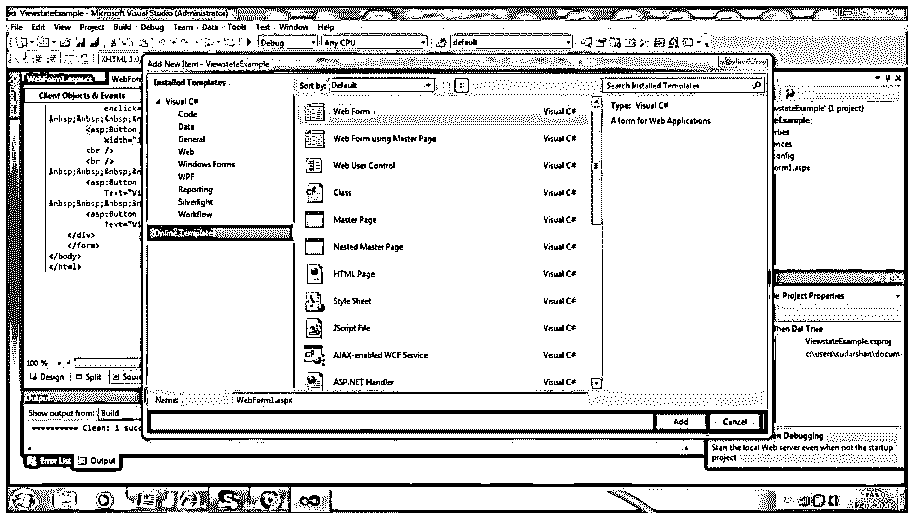 ViewstateExample - Microsoft Visual Studio (Administrator)
File Edit View Project Build Debug Team Data Tools Test Window Help
Debug Any CPU default
XHTML 1.0
Add New Item - ViewstateExample
WebForm1.aspx WebForm
Client Objects & Events
Installed Templates
Visual C#
Code
Data
General
Web
Windows Forms
WPF
Reporting
Silverlight
Workflow
Online Templates
Sort by: Default
Web Form Visual C#
Web Form using Master Page Visual C#
Web User Control Visual C#
Class Visual C#
Master Page Visual C#
Nested Master Page Visual C#
HTML Page Visual C#
Style Sheet Visual C#
JScript File Visual C#
AJAX-enabled WCF Service Visual C#
ASP.NET Handler Visual C#
Search Installed Templates
Type: Visual C#
A form for Web Applications
Name: WebForm1.aspx
Add Cancel
onclick=
&nbsp;&nbsp;&nbsp;&n
<asp:Button
Width="1
<br />
<br />
&nbsp;&nbsp;&nbsp;&n
<asp:Button
Text="Vi
&nbsp;&nbsp;&nbsp;&n
<asp:Button
Text="Vi
</div>
</form>
</body>
</html>
100 %
Design Split Sour
Output
Show output from: Build
========== Clean: 1 succ
Error List Output
wstateExample' (1 project)
teExample
ties
nces
config
orm1.aspx
Project Properties
ViewstateExample.csproj
c:\users\sudarshan\docum
n Debugging
Start the local Web server even when not the startup
project